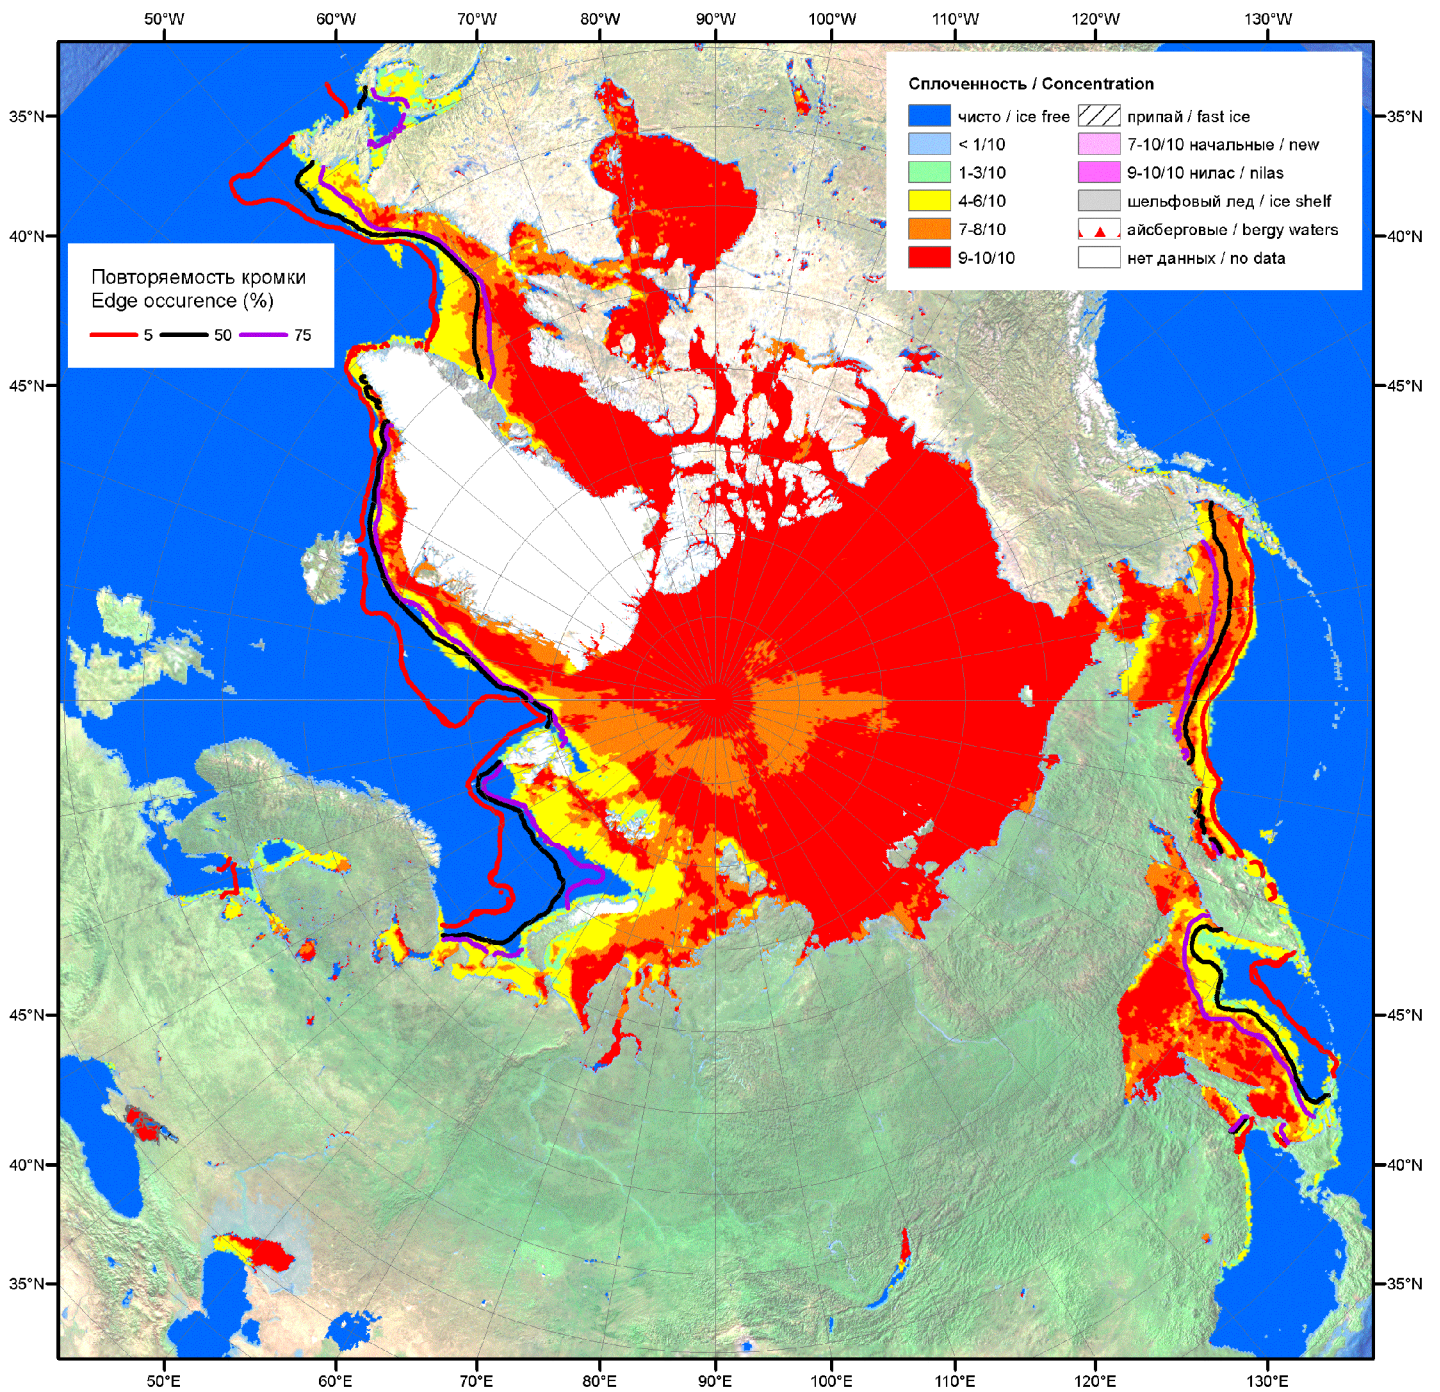 50°W 60°W 70°W 80°W 90°W 100°W 110°W 120°W 130°W
Сплоченность / Concentration
чисто / ice free
< 1/10
1-3/10
4-6/10
7-8/10
9-10/10
припай / fast ice
7-10/10 начальные / new
9-10/10 нилас / nilas
шельфовый лед / ice shelf
айсберговые / bergy waters
нет данных / no data
Повторяемость кромки
Edge occurence (%)
5 50 75
35°N
40°N
45°N
45°N
40°N
35°N
35°N
40°N
45°N
45°N
40°N
35°N
50°E 60°E 70°E 80°E 90°E 100°E 110°E 120°E 130°E